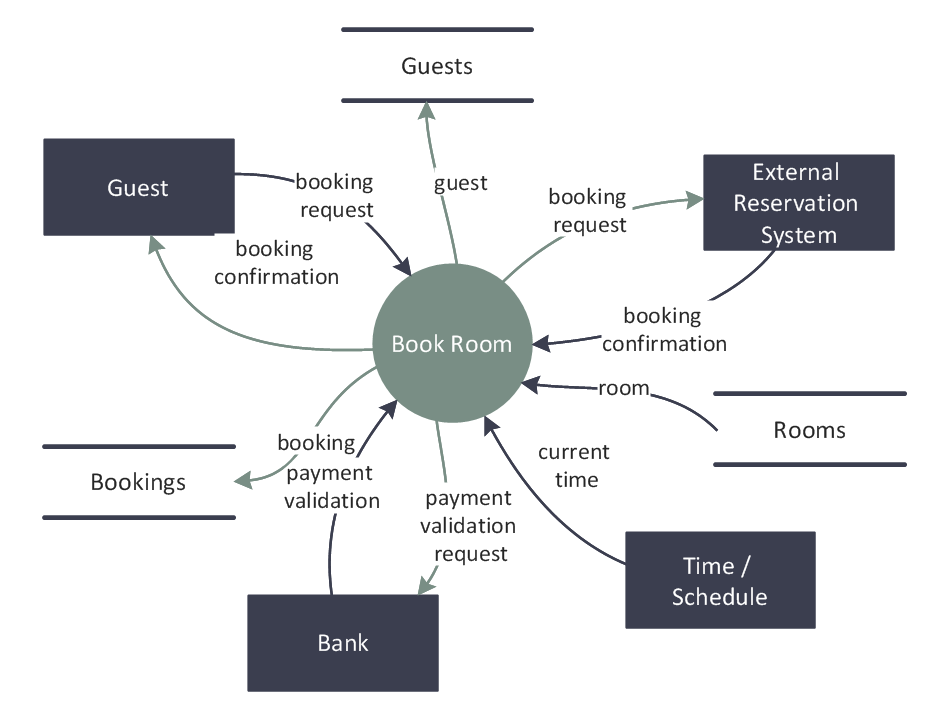 Guests
Guest
booking
request
guest
booking
request
External
Reservation
System
booking
confirmation
booking
confirmation
Book Room
room
Rooms
booking
Bookings
payment
validation
payment
validation
request
current
time
Time /
Schedule
Bank